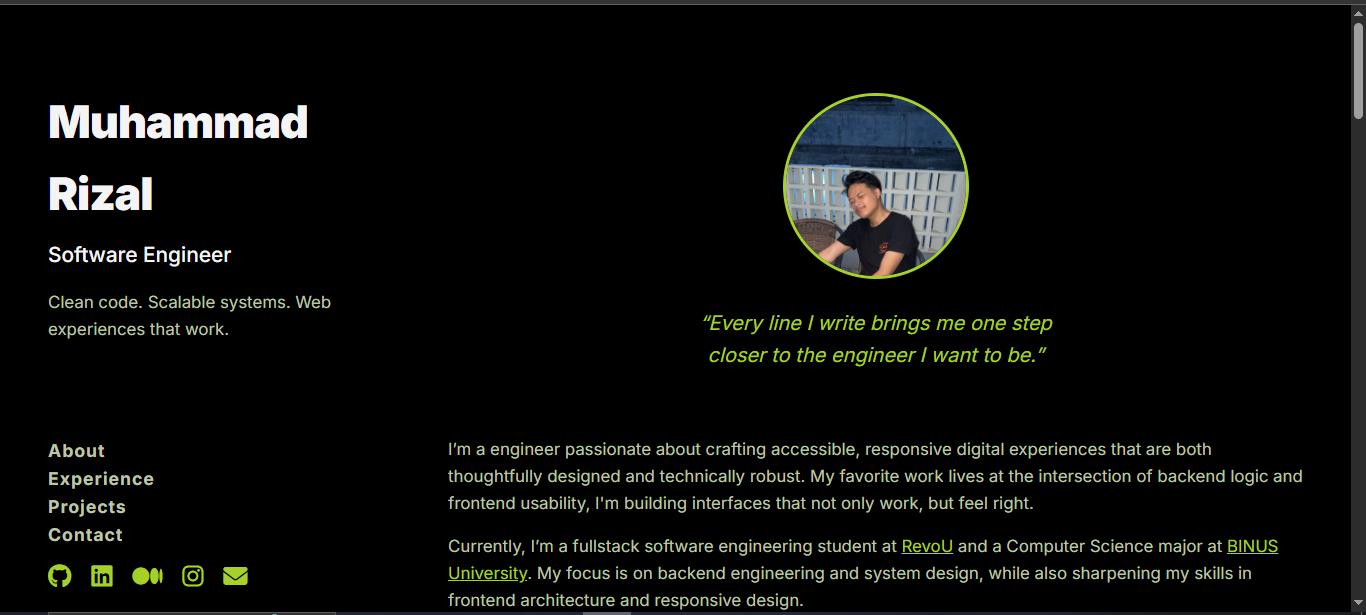 Muhammad
Rizal
Software Engineer
Clean code. Scalable systems. Web
experiences that work.
About
Experience
Projects
Contact
“Every line I write brings me one step
closer to the engineer I want to be.”
I’m a engineer passionate about crafting accessible, responsive digital experiences that are both
thoughtfully designed and technically robust. My favorite work lives at the intersection of backend logic and
frontend usability, I'm building interfaces that not only work, but feel right.
Currently, I’m a fullstack software engineering student at RevoU and a Computer Science major at BINUS
University. My focus is on backend engineering and system design, while also sharpening my skills in
frontend architecture and responsive design.